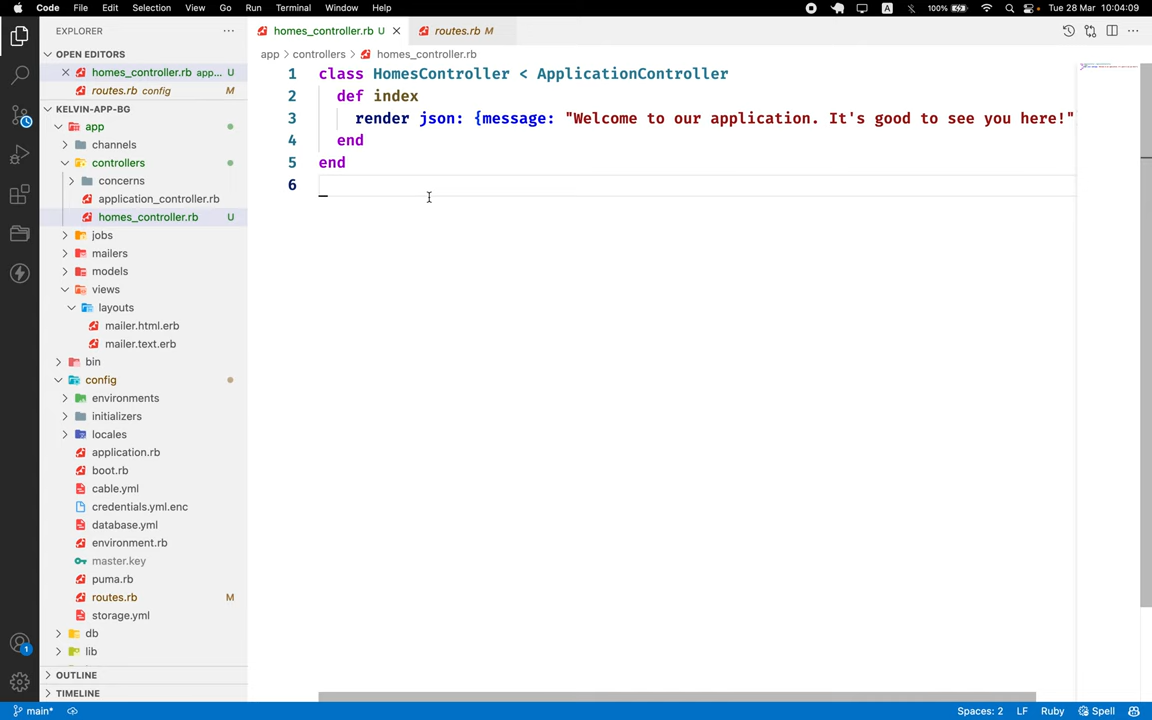 Code File Edit Selection View Go Run Terminal Window Help
A 100% Tue 28 Mar 10:04:09
EXPLORER
homes_controller.rb U
routes.rb M
OPEN EDITORS
homes_controller.rb app... U
routes.rb config M
app controllers homes_controller.rb
KELVIN-APP-BG
app
channels
controllers
concerns
application_controller.rb
homes_controller.rb U
jobs
mailers
models
views
layouts
mailer.html.erb
mailer.text.erb
bin
config
environments
initializers
locales
application.rb
boot.rb
cable.yml
credentials.yml.enc
database.yml
environment.rb
master.key
puma.rb
routes.rb M
storage.yml
db
lib
OUTLINE
TIMELINE
1 class HomesController < ApplicationController
2 def index
3 render json: {message: "Welcome to our application. It's good to see you here!"
4 end
5 end
6
1
main* Spaces: 2 LF Ruby Spell